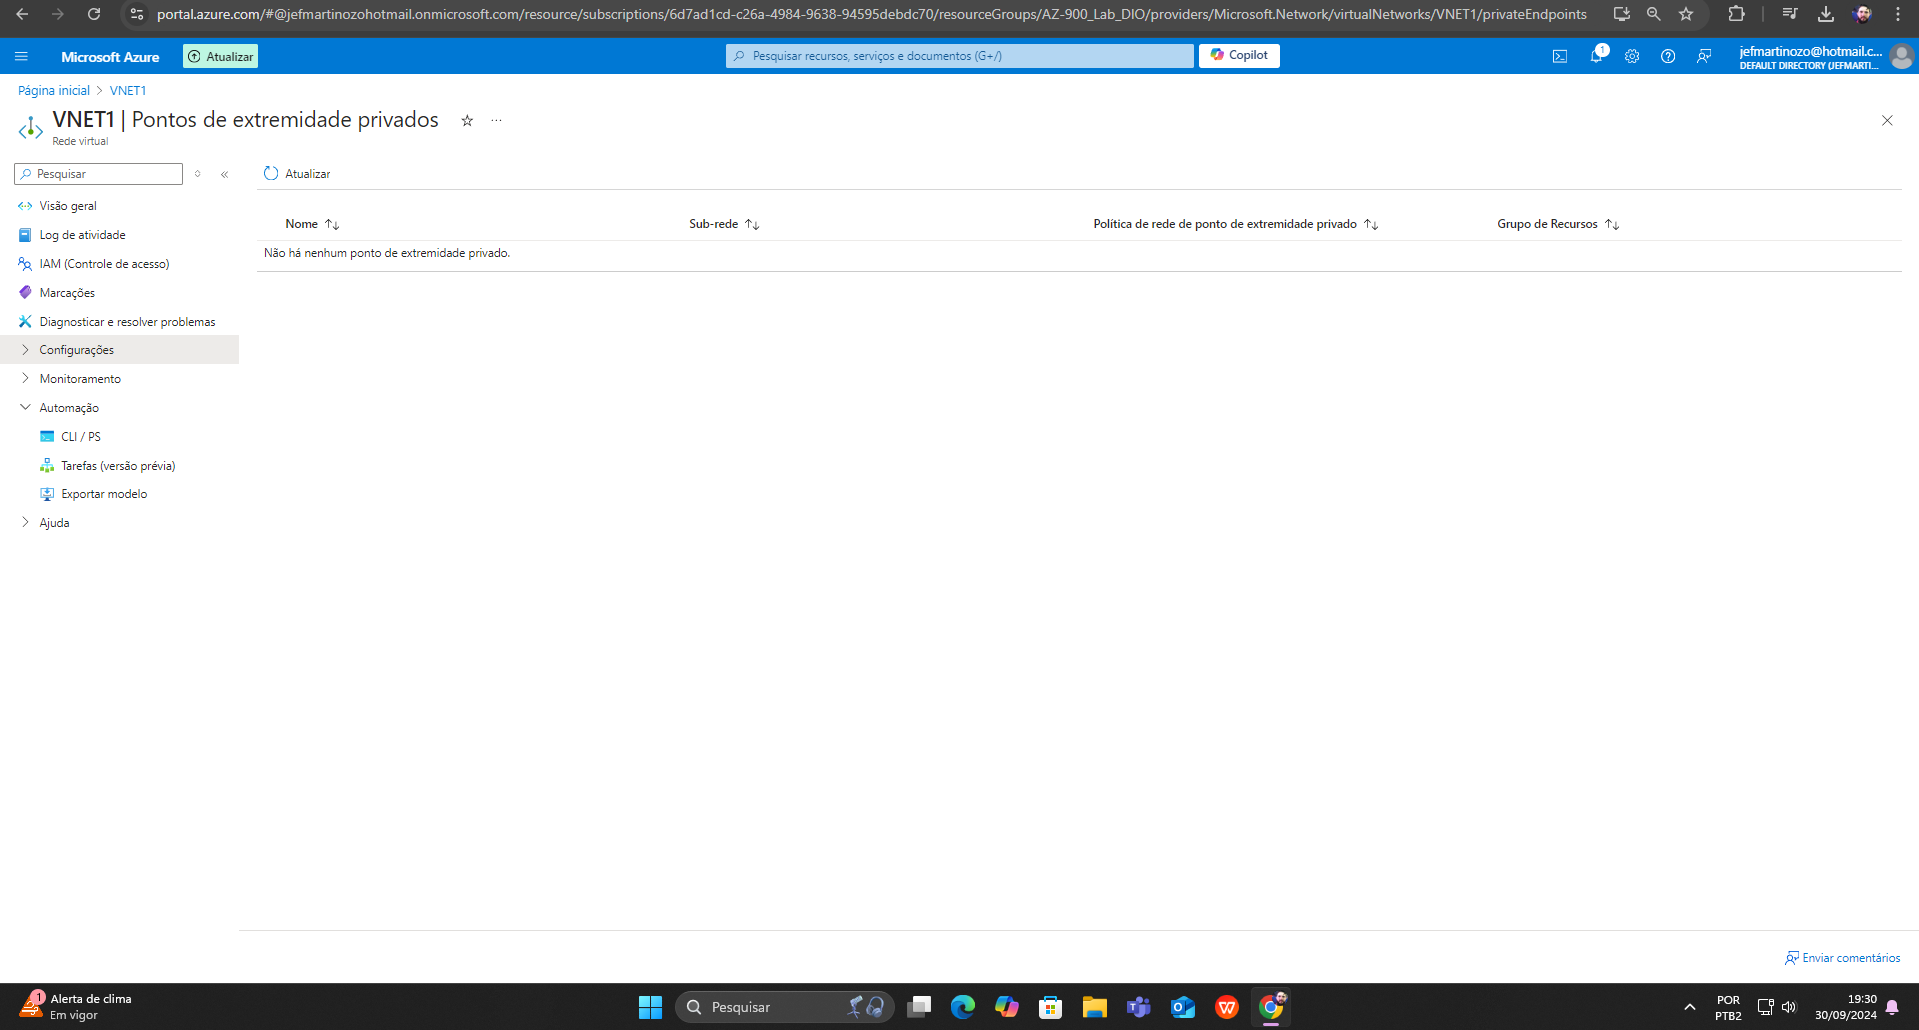 portal.azure.com/#@jefmartinozohotmail.onmicrosoft.com/resource/subscriptions/6d7ad1cd-c26a-4984-9638-94595debdc70/resourceGroups/AZ-900_Lab_DIO/providers/Microsoft.Network/virtualNetworks/VNET1/privateEndpoints
Microsoft Azure
Atualizar
Pesquisar recursos, serviços e documentos (G+/)
Copilot
1
jefmartinozo@hotmail.c...
DEFAULT DIRECTORY (JEFMARTI...
Página inicial > VNET1
VNET1 | Pontos de extremidade privados
Rede virtual
Pesquisar
Atualizar
Visão geral
Log de atividade
IAM (Controle de acesso)
Marcações
Diagnosticar e resolver problemas
Configurações
Monitoramento
Automação
CLI / PS
Tarefas (versão prévia)
Exportar modelo
Ajuda
Nome Sub-rede Política de rede de ponto de extremidade privado Grupo de Recursos
Não há nenhum ponto de extremidade privado.
Enviar comentários
1
Alerta de clima
Em vigor
Pesquisar
POR
PTB2
19:30
30/09/2024